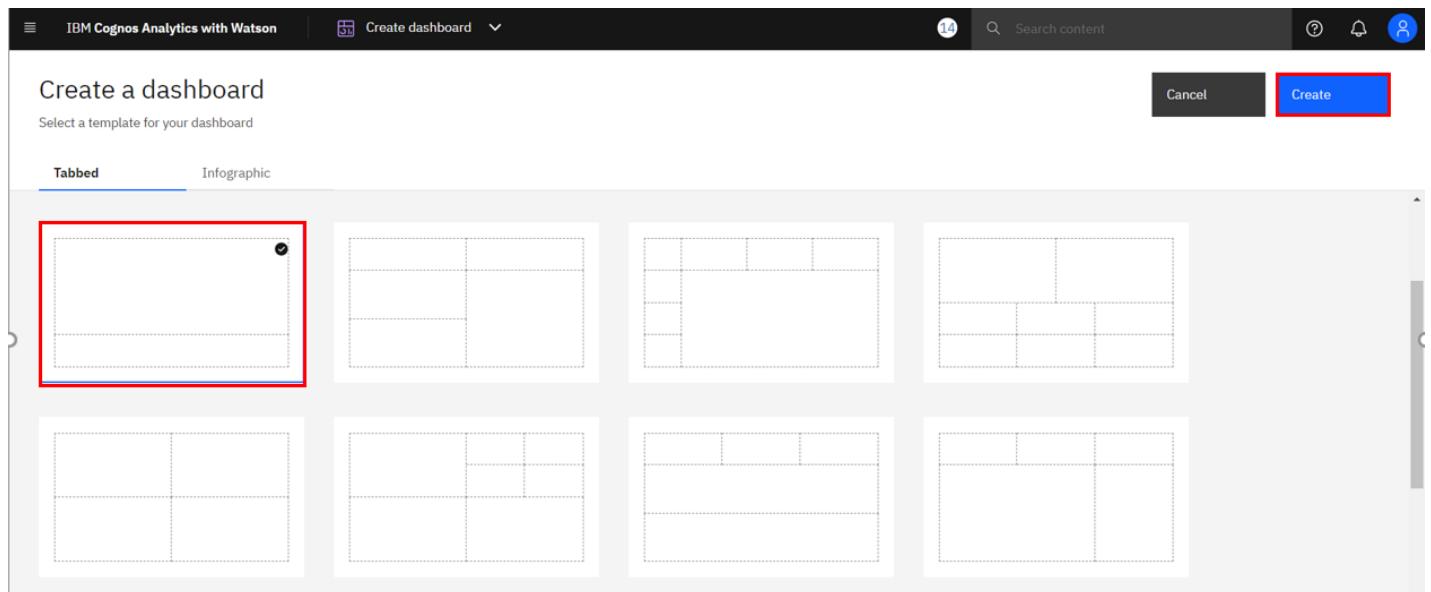 IBM Cognos Analytics with Watson
Create dashboard
14
Search content
Create a dashboard
Cancel
Create
Select a template for your dashboard
Tabbed
Infographic